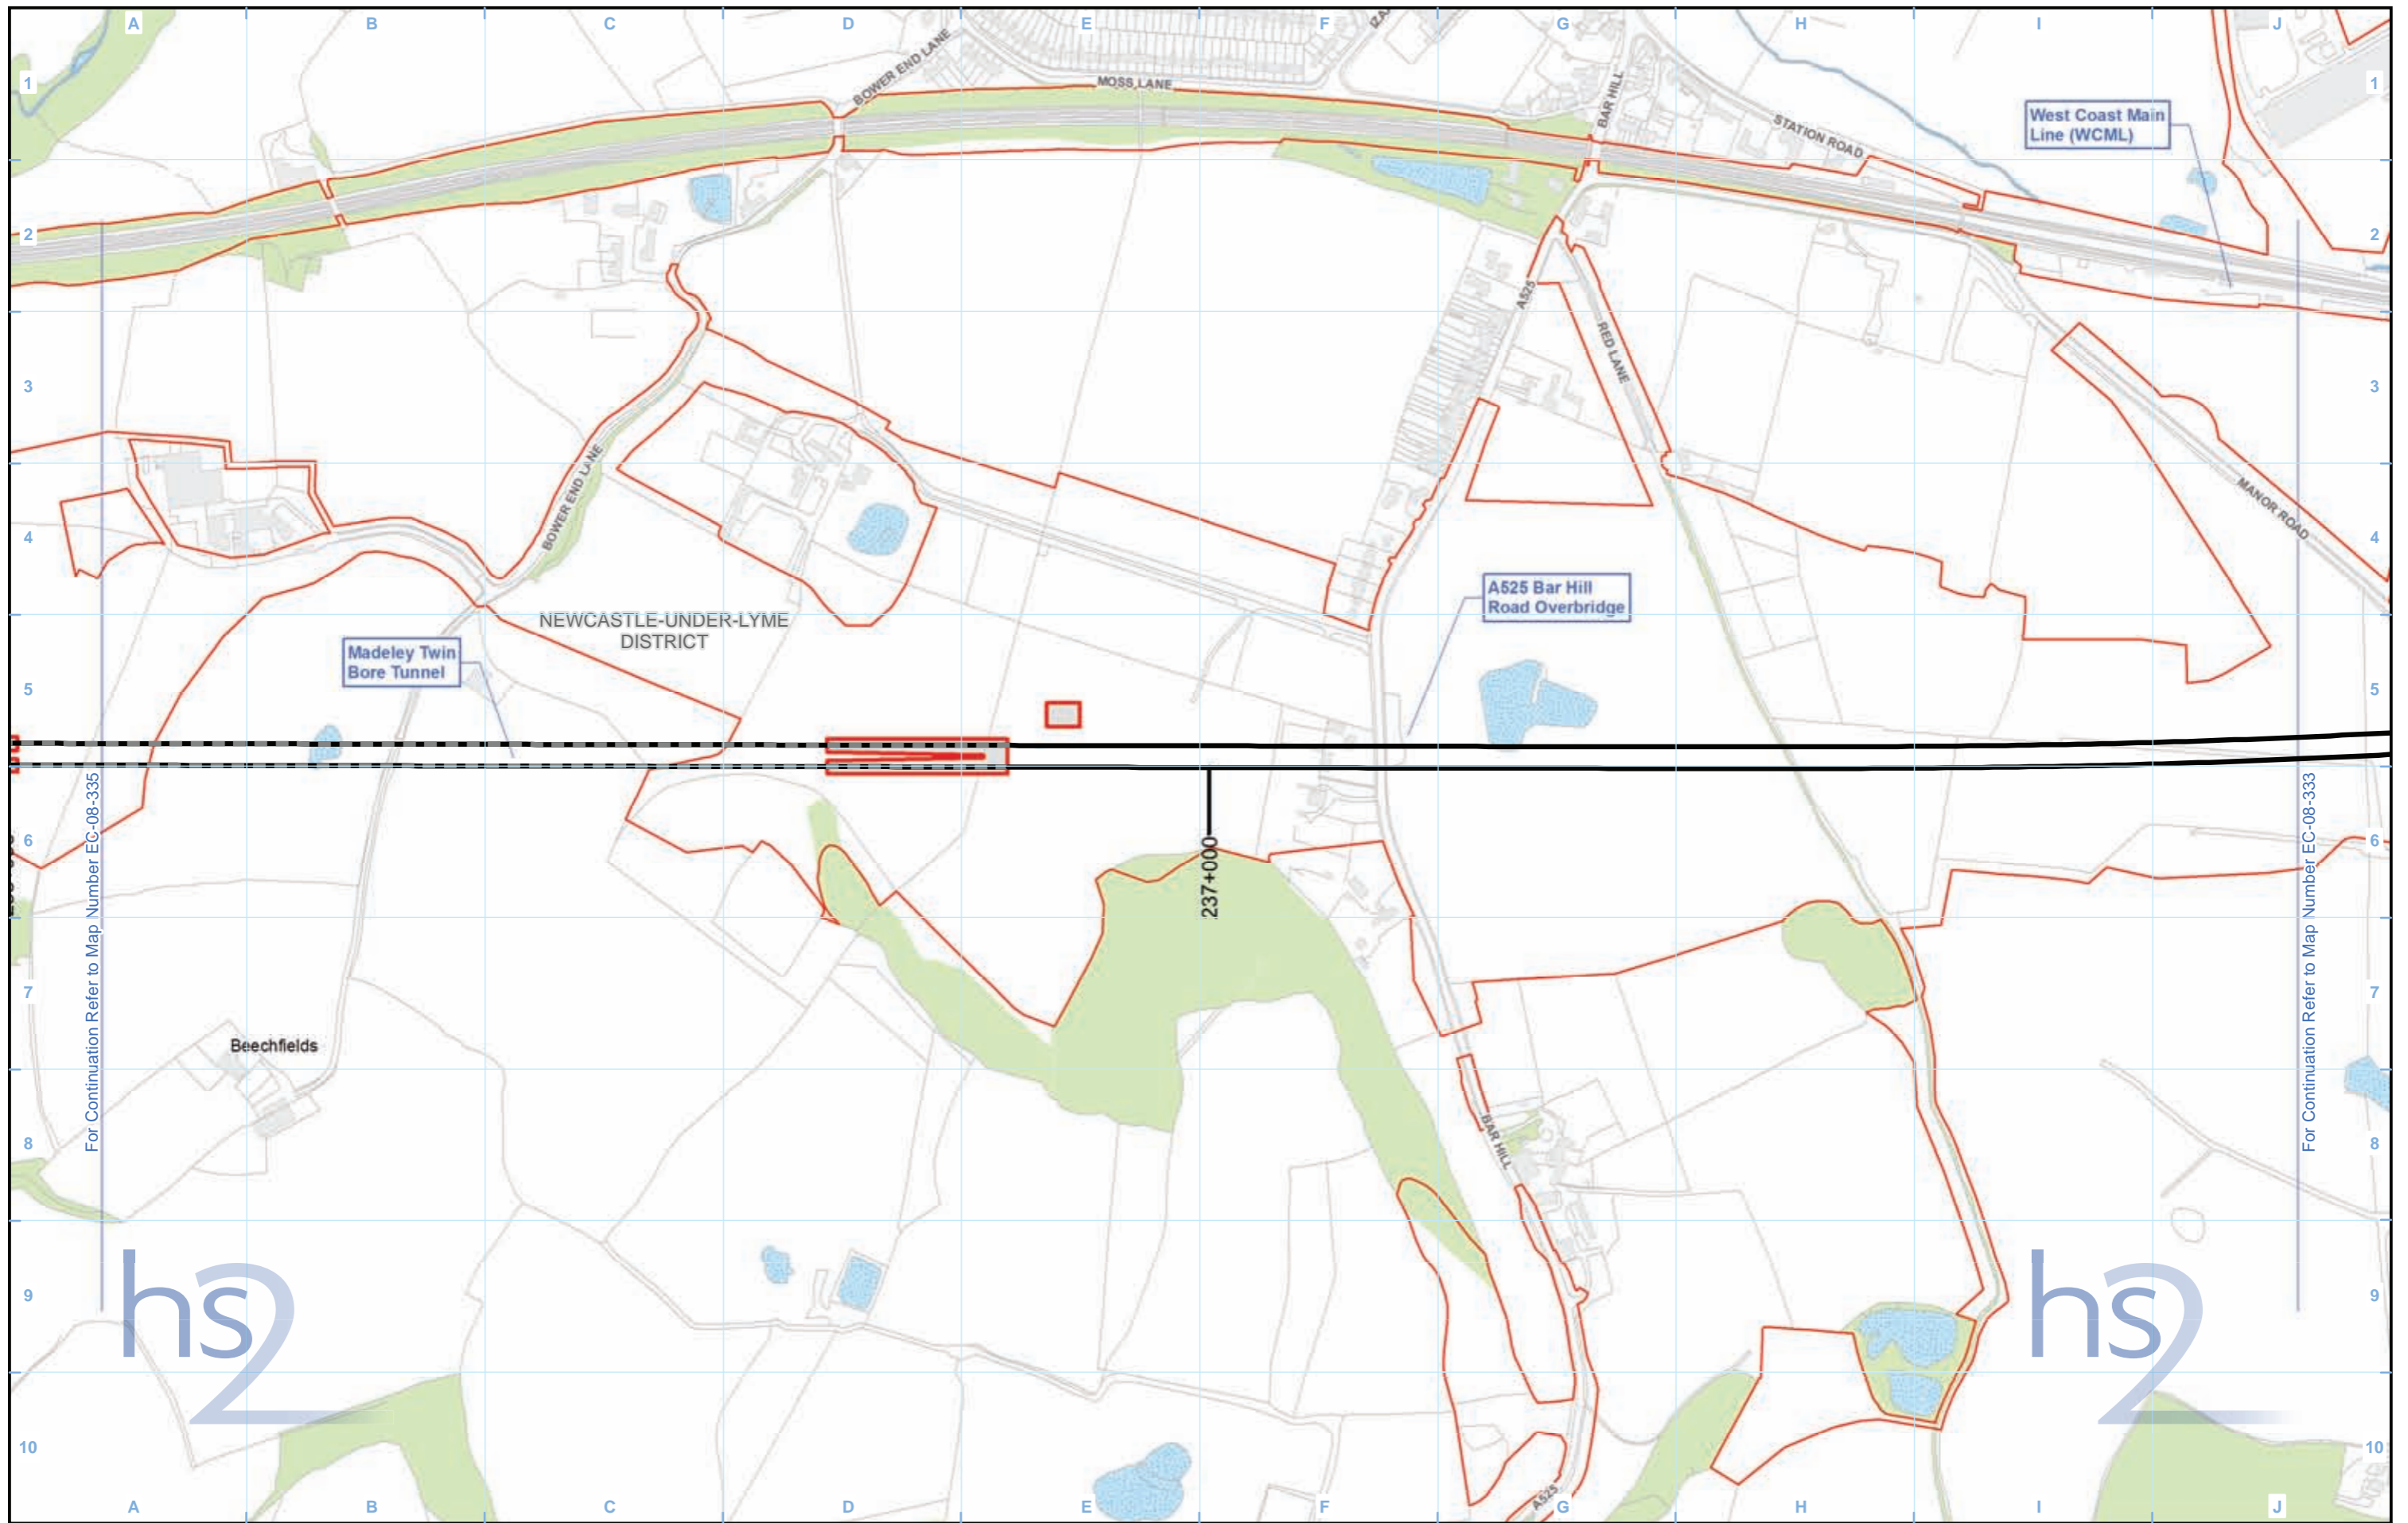 A B C D E F G H I J
1
BOWER END LANE
MOSS LANE
BAR HILL
STATION ROAD
1
West Coast Main
Line (WCML)
2
2
A525
RED LANE
3
3
BOWER END LANE
MANOR ROAD
4
4
A525 Bar Hill
Road Overbridge
NEWCASTLE-UNDER-LYME
DISTRICT
Madeley Twin
Bore Tunnel
5
5
6
237+000
6
For Continuation Refer to Map Number EC-08-335
For Continuation Refer to Map Number EC-08-333
7
7
Beechfields
8
BAR HILL
8
9
9
hs2
hs2
10
10
A525
A B C D E F G H I J